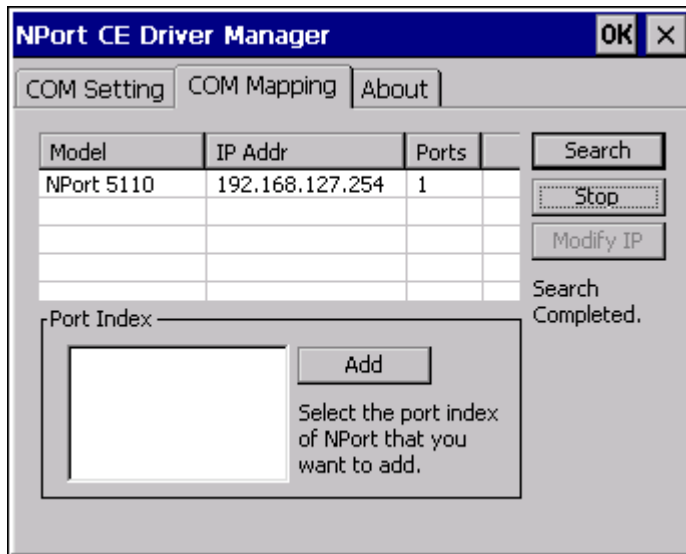 NPort CE Driver Manager OK ×
COM Setting COM Mapping About
Model IP Addr Ports
NPort 5110 192.168.127.254 1
Search
Stop
Modify IP
Search
Completed.
Port Index
Add
Select the port index
of NPort that you
want to add.